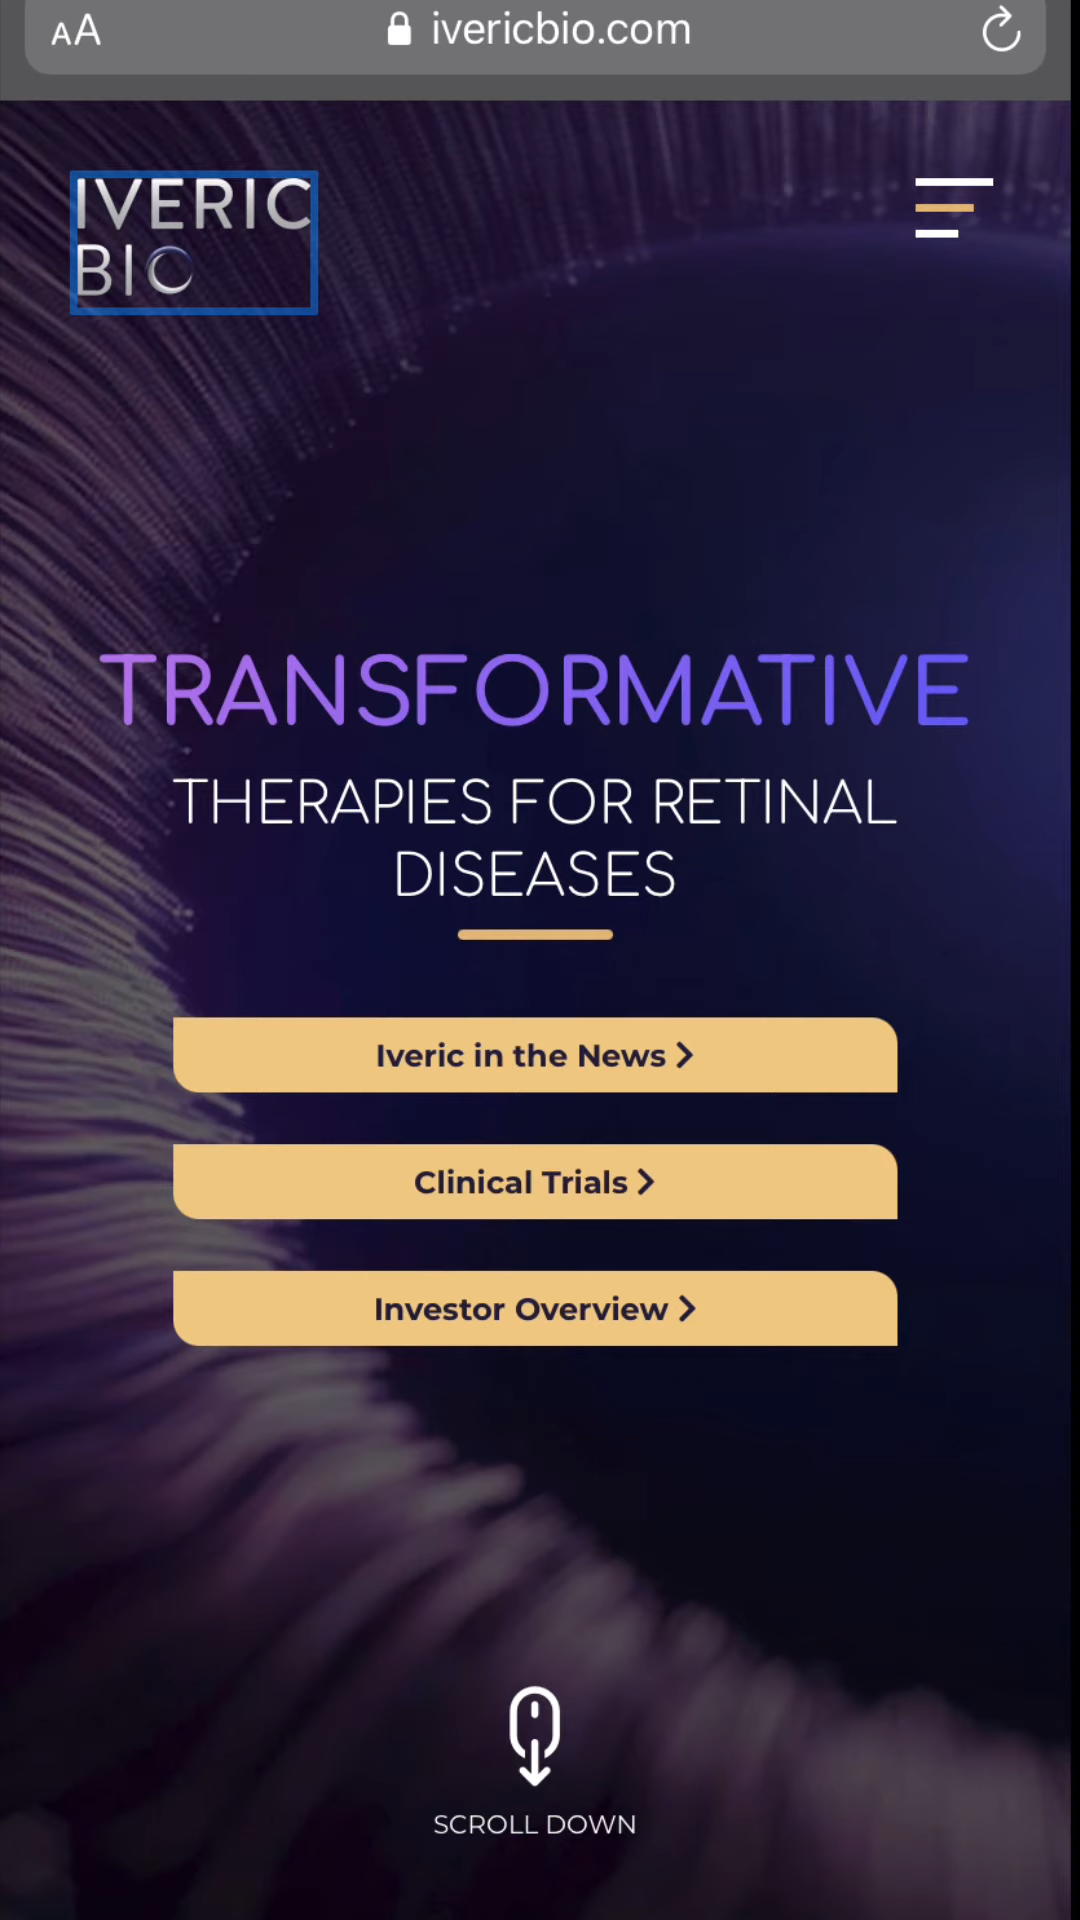 AA
ivericbio.com
IVERIC
BIO
TRANSFORMATIVE
THERAPIES FOR RETINAL
DISEASES
Iveric in the News
Clinical Trials
Investor Overview
SCROLL DOWN